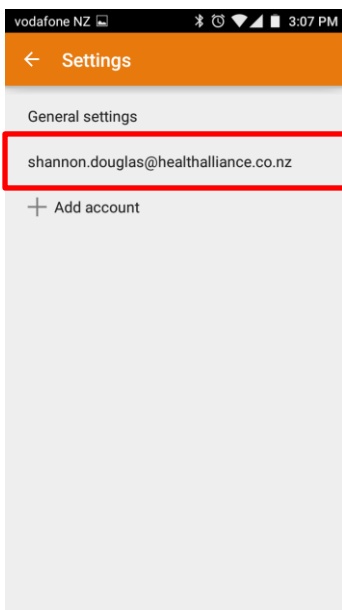 vodafone NZ 3:07 PM
Settings
General settings
shannon.douglas@healthalliance.co.nz
Add account